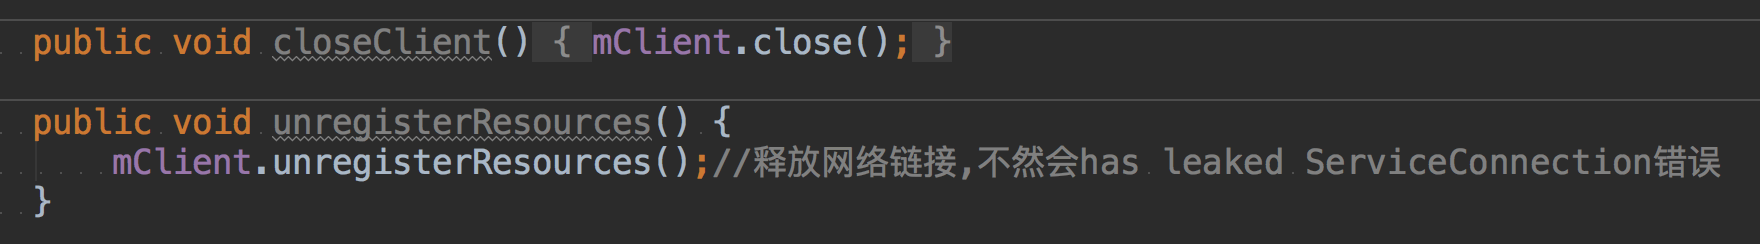 public void closeClient() { mClient.close(); }
public void unregisterResources() {
mClient.unregisterResources();//释放网络链接,不然会has leaked ServiceConnection错误
}